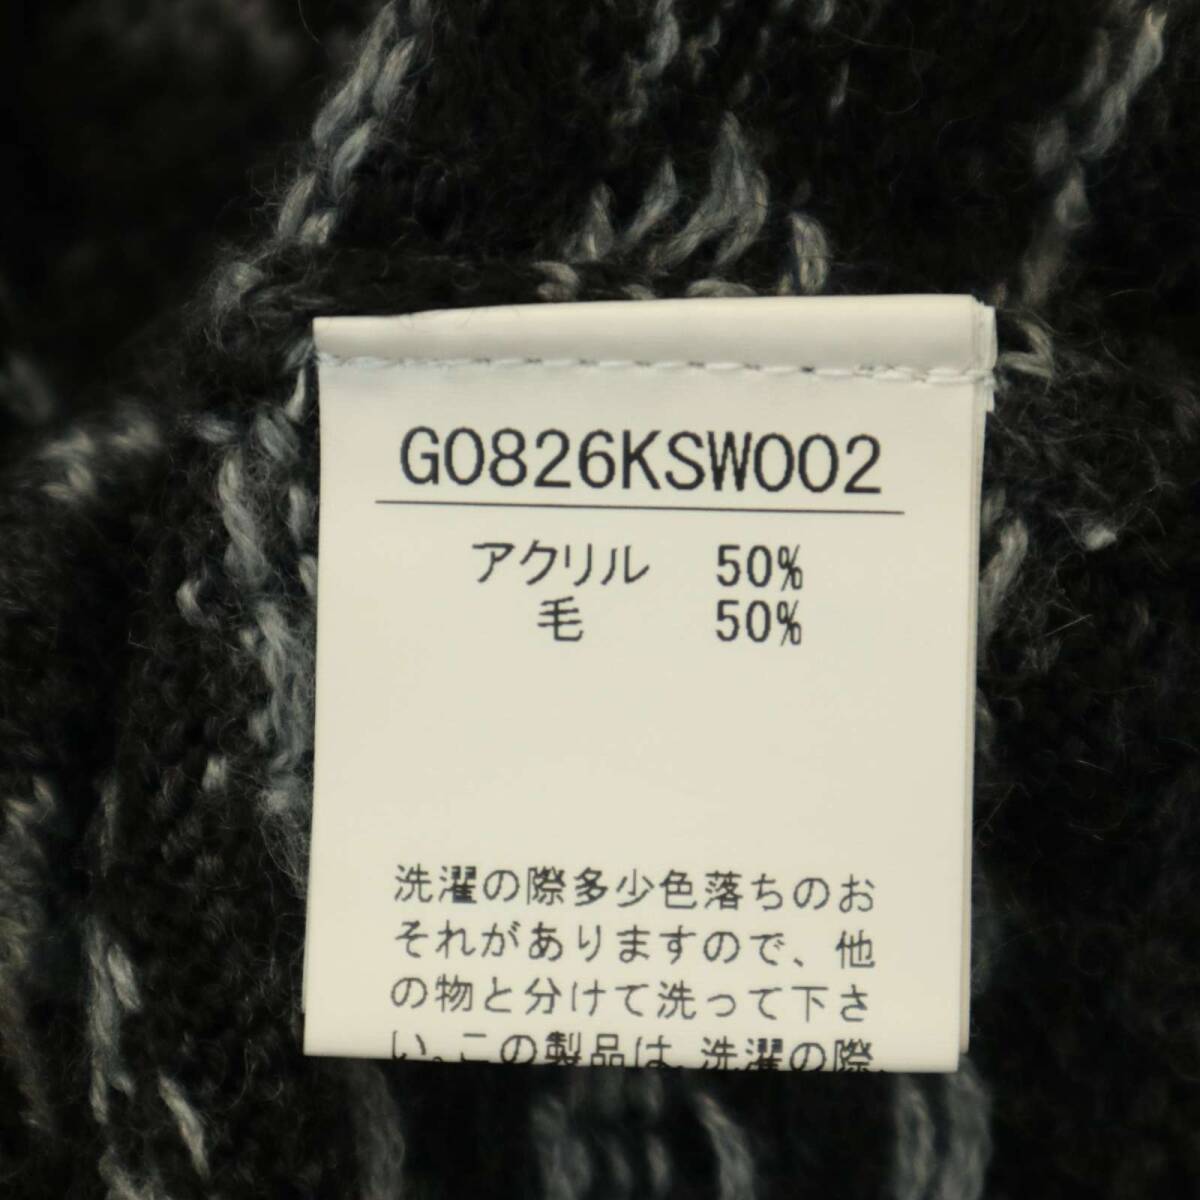 G0826KSW002
アクリル 50%
毛 50%
洗濯の際多少色落ちのお
それがありますので、他
の物と分けて洗って下さ
い。この製品は、洗濯の際、